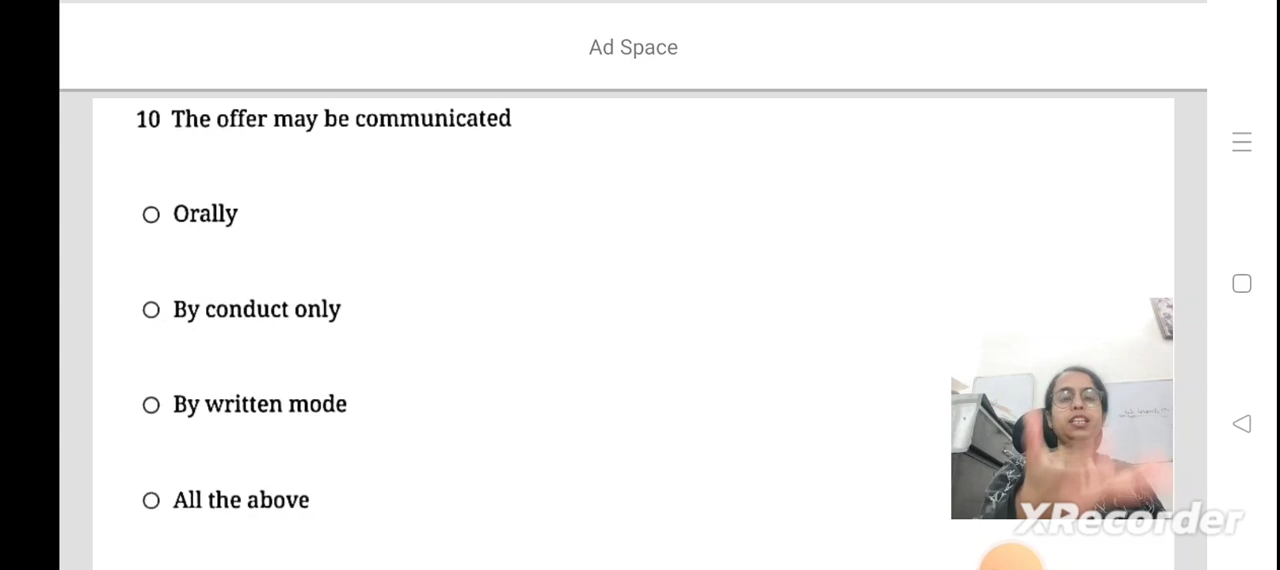 Ad Space
10 The offer may be communicated
Orally
By conduct only
By written mode
All the above
XRecorder